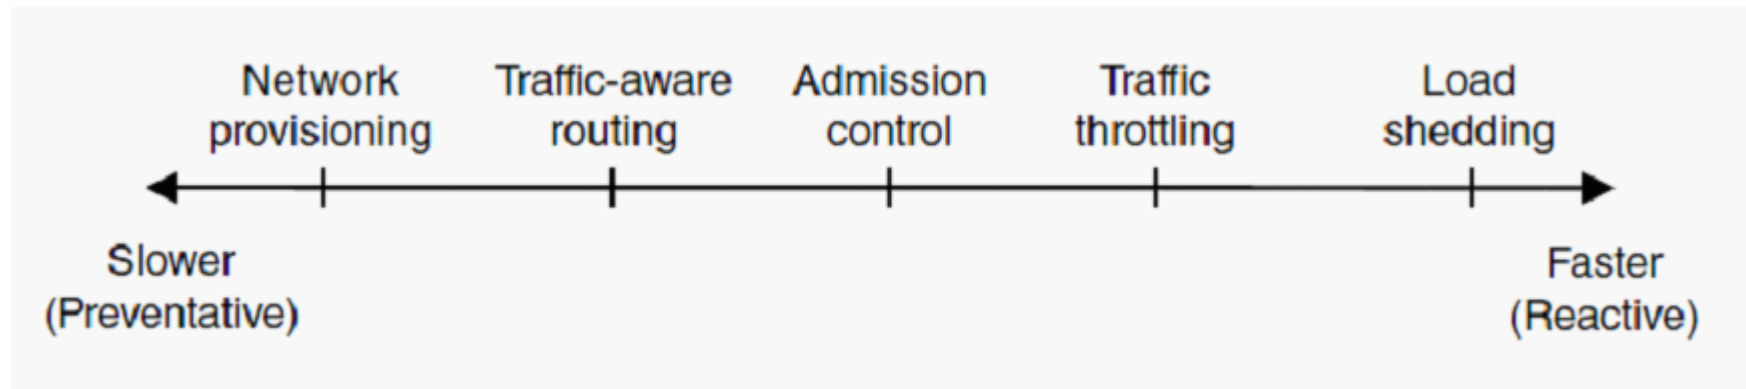 Network provisioning
Traffic-aware routing
Admission control
Traffic throttling
Load shedding
Slower
(Preventative)
Faster
(Reactive)